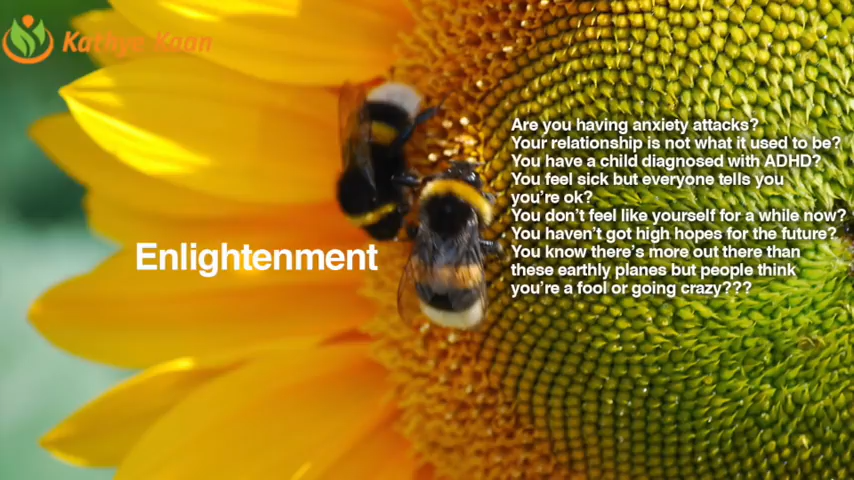 Kathye Kaan
Enlightenment
Are you having anxiety attacks?
Your relationship is not what it used to be?
You have a child diagnosed with ADHD?
You feel sick but everyone tells you
you're ok?
You don't feel like yourself for a while now?
You haven't got high hopes for the future?
You know there's more out there than
these earthly planes but people think
you're a fool or going crazy???